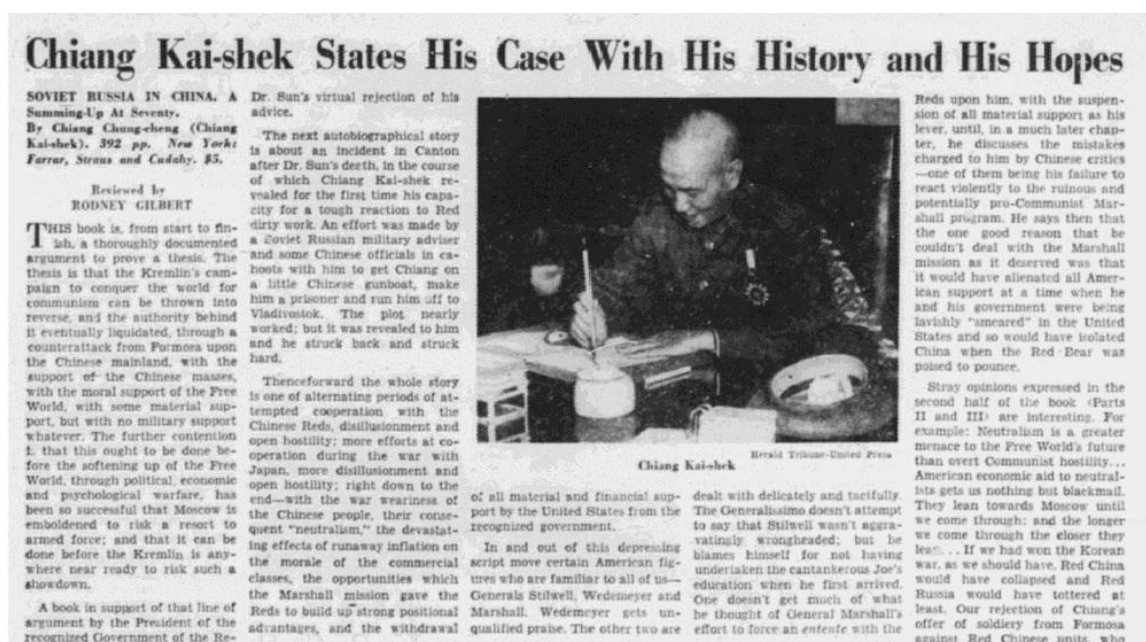 Chiang Kai-shek States His Case With His History and His Hopes
SOVIET RUSSIA IN CHINA. A
Summing-Up At Seventy.
By Chiang Chung-cheng (Chiang
Kai-shek). 392 pp. New York:
Farrar, Straus and Cudahy. $5.
Reviewed by
RODNEY GILBERT
THIS book is, from start to fin-
ish, a thoroughly documented
argument to prove a thesis. The
thesis is that the Kremlin's cam-
paign to conquer the world for
communism can be thrown into
reverse, and the authority behind
it eventually liquidated, through a
counterattack from Formosa upon
the Chinese mainland, with the
support of the Chinese masses,
with the moral support of the Free
World, with some material sup-
port, but with no military support
whatever. The further contention
that this ought to be done be-
fore the softening up of the Free
World, through political, economic
and psychological warfare, has
been so successful that Moscow is
emboldened to risk a resort to
armed force; and that it can be
done before the Kremlin is any-
where near ready to risk such a
showdown.
A book in support of that line of
argument by the President of the
recognized Government of the Re-
Dr. Sun's virtual rejection of his
advice.
The next autobiographical story
is about an incident in Canton
after Dr. Sun's death, in the course
of which Chiang Kai-shek re-
vealed for the first time his capa-
city for a tough reaction to Red
dirty work. An effort was made by
a Soviet Russian military adviser
and some Chinese officials in ca-
hoots with him to get Chiang on
a little Chinese gunboat, make
him a prisoner and run him off to
Vladivostok. The plot nearly
worked; but it was revealed to him
and he struck back and struck
hard.
Thenceforward the whole story
is one of alternating periods of at-
tempted cooperation with the
Chinese Reds, disillusionment and
open hostility; more efforts at co-
operation during the war with
Japan, more disillusionment and
open hostility; right down to the
end—with the war weariness of
the Chinese people, their conse-
quent "neutralism," the devastat-
ing effects of runaway inflation on
the morale of the commercial
classes, the opportunities which
the Marshall mission gave the
Reds to build up strong positional
advantages, and the withdrawal
Herald Tribune-United Press
Chiang Kai-shek
of all material and financial sup-
port by the United States from the
recognized government.
In and out of this depressing
script move certain American fig-
ures who are familiar to all of us—
Generals Stilwell, Wedemeyer and
Marshall. Wedemeyer gets un-
qualified praise. The other two are
dealt with delicately and tacifully.
The Generalissimo doesn't attempt
to say that Stilwell wasn't aggra-
vatingly wrongheaded; but he
blames himself for not having
undertaken the cantankerous Joe's
education when he first arrived.
One doesn't get much of what
he thought of General Marshall's
effort to force an entente with the
Reds upon him, with the suspen-
sion of all material support as his
lever, until, in a much later chap-
ter, he discusses the mistakes
charged to him by Chinese critics
—one of them being his failure to
react violently to the ruinous and
potentially pro-Communist Mar-
shall program. He says then that
the one good reason that he
couldn't deal with the Marshall
mission as it deserved was that
it would have alienated all Amer-
ican support at a time when he
and his government were being
lavishly "smeared" in the United
States and so would have isolated
China when the Red Bear was
poised to pounce.
Stray opinions expressed in the
second half of the book (Parts
II and III) are interesting. For
example: Neutralism is a greater
menace to the Free World's future
than overt Communist hostility...
American economic aid to neutral-
ists gets us nothing but blackmail.
They lean towards Moscow until
we come through; and the longer
we come through the closer they
lean... If we had won the Korean
war, as we should have, Red China
would have collapsed and Red
Russia would have tottered at
least. Our rejection of Chiang's
offer of soldiery from Formosa
against Red Chinese units, who